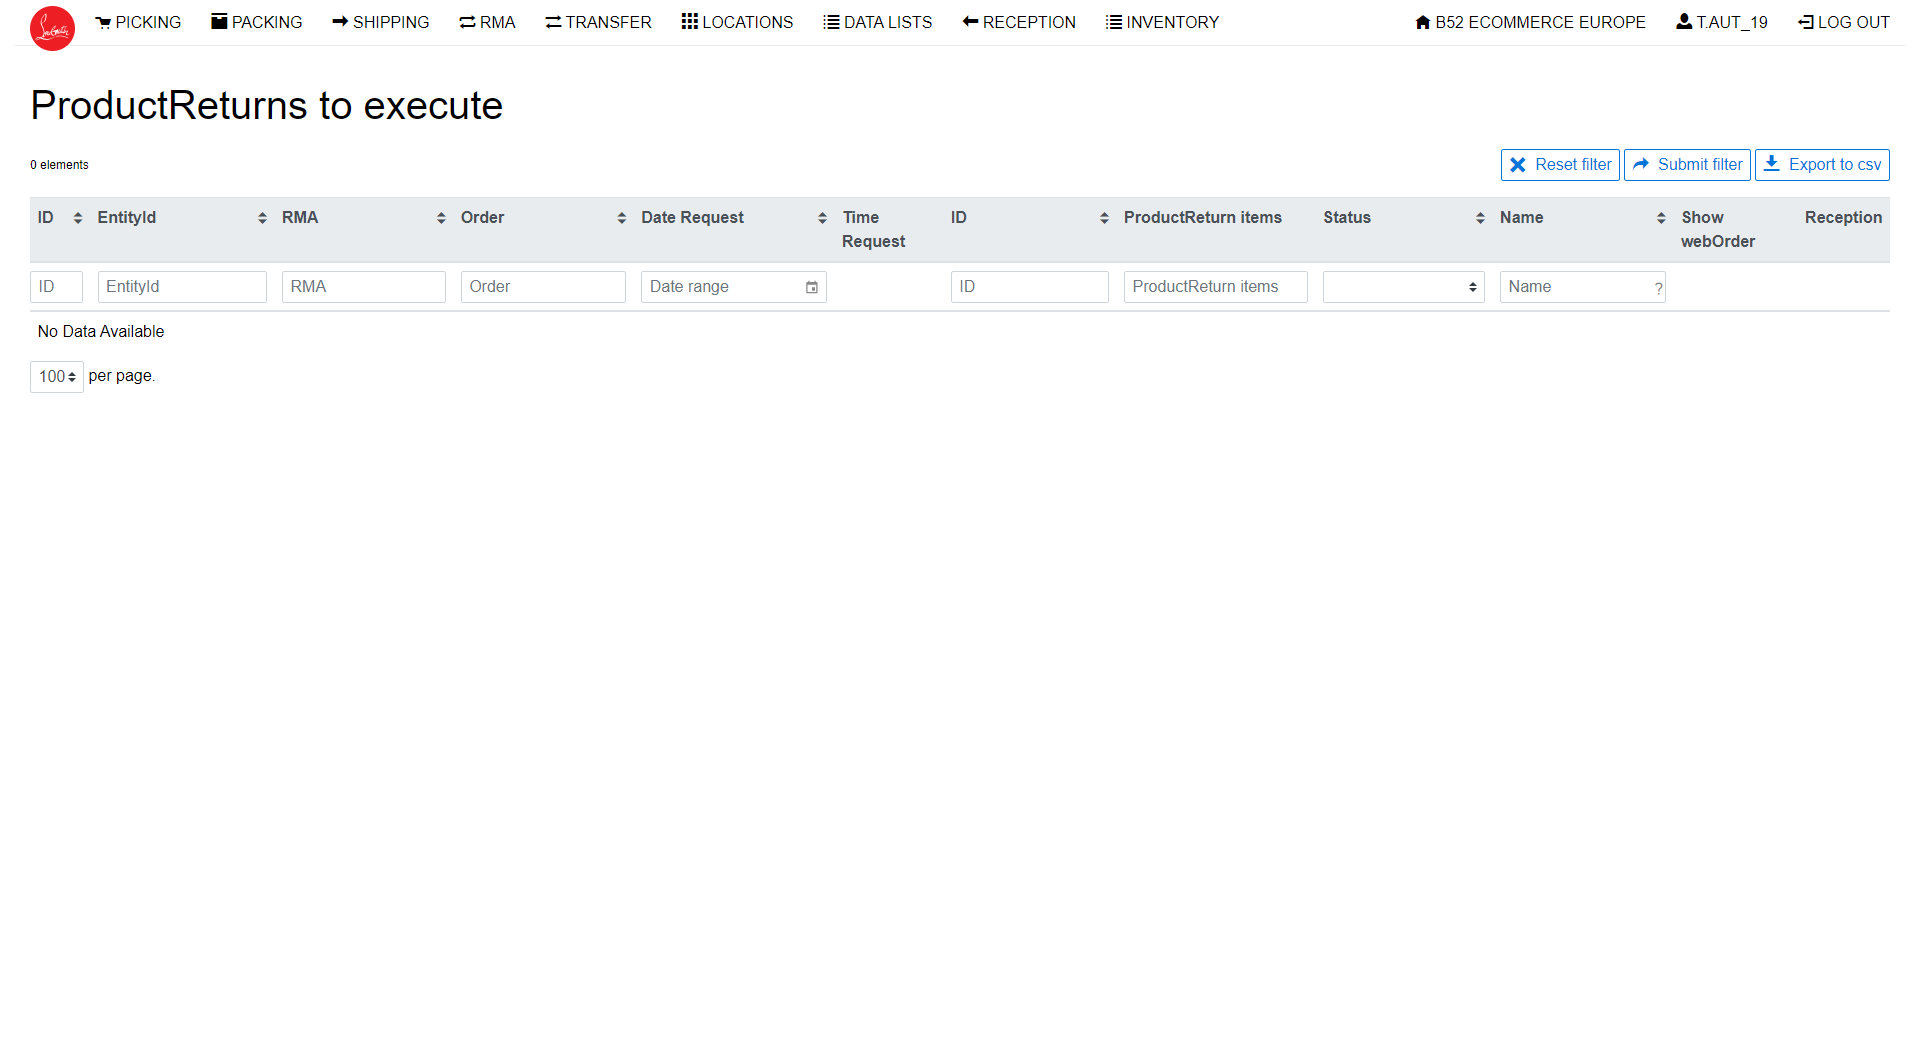 PICKING PACKING SHIPPING RMA TRANSFER LOCATIONS DATA LISTS RECEPTION INVENTORY B52 ECOMMERCE EUROPE T.AUT_19 LOG OUT
ProductReturns to execute
0 elements Reset filter Submit filter Export to csv
ID EntityId RMA Order Date Request Time Request ID ProductReturn items Status Name Show webOrder Reception
ID EntityId RMA Order Date range ID ProductReturn items Name ?
No Data Available
100 per page.